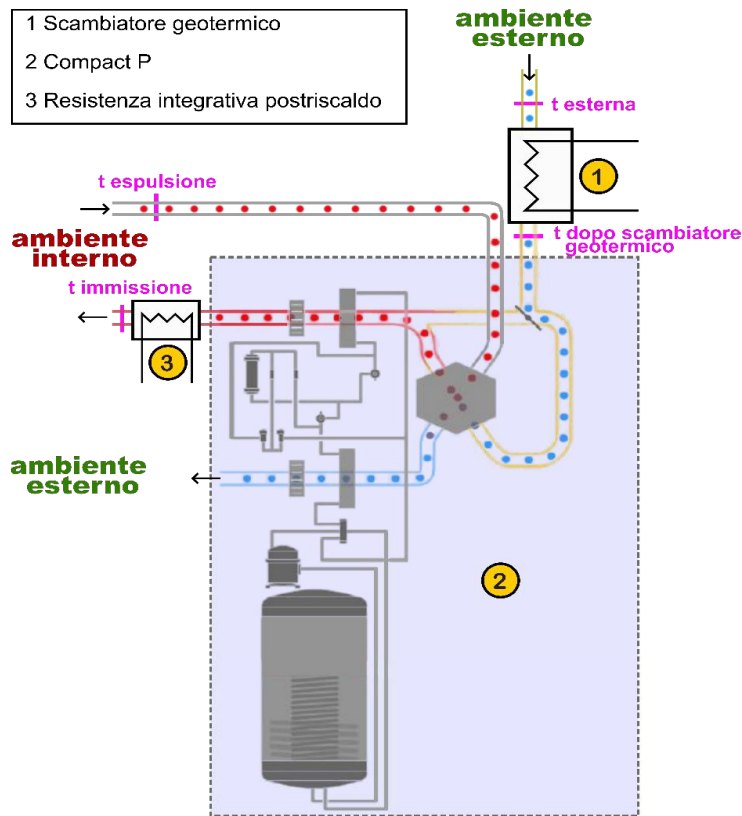 1 Scambiatore geotermico
2 Compact P
3 Resistenza integrativa postriscaldo
ambiente
esterno
t esterna
1
t espulsione
t dopo scambiatore
geotermico
ambiente
interno
t immissione
3
ambiente
esterno
2